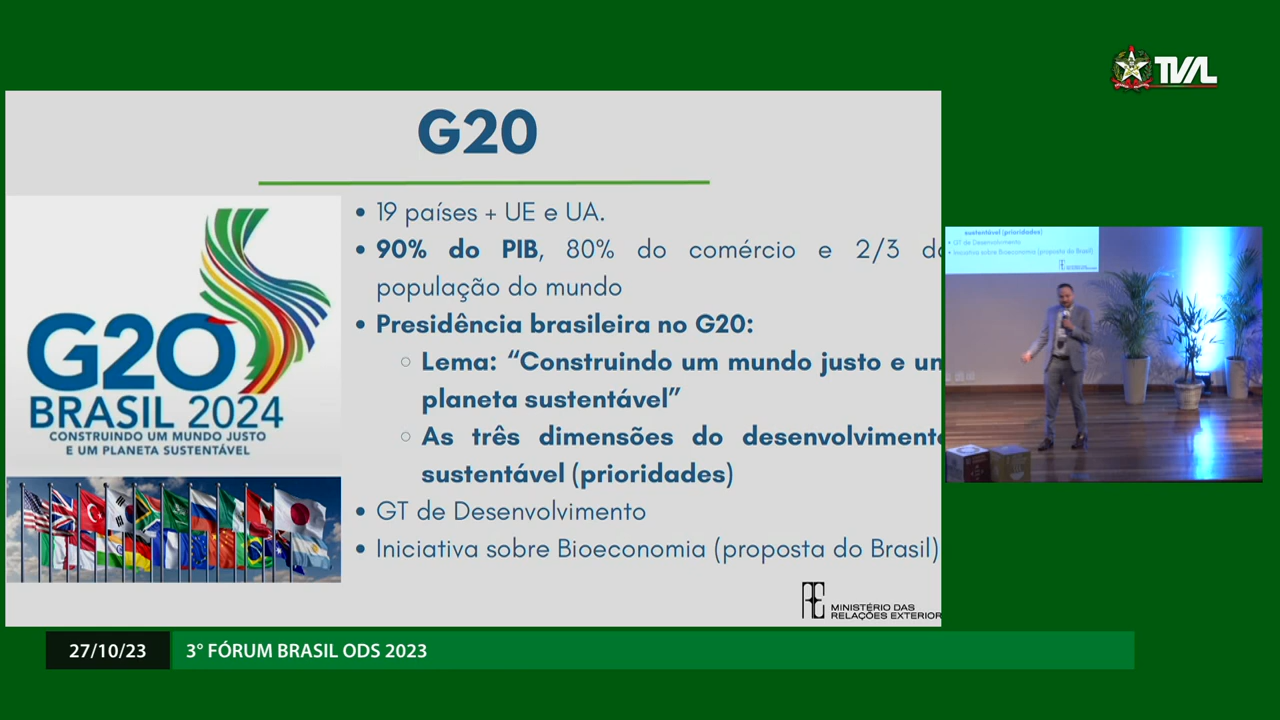 TVAL
G20
19 países + UE e UA.
90% do PIB, 80% do comércio e 2/3 da
população do mundo
Presidência brasileira no G20:
Lema: “Construindo um mundo justo e um
planeta sustentável”
As três dimensões do desenvolvimento
sustentável (prioridades)
GT de Desenvolvimento
Iniciativa sobre Bioeconomia (proposta do Brasil)
G20
BRASIL 2024
CONSTRUINDO UM MUNDO JUSTO
E UM PLANETA SUSTENTÁVEL
MINISTÉRIO DAS
RELAÇÕES EXTERIOR
sustentável (prioridades)
GT de Desenvolvimento
Iniciativa sobre Bioeconomia (proposta do Brasil)
27/10/23
3° FÓRUM BRASIL ODS 2023